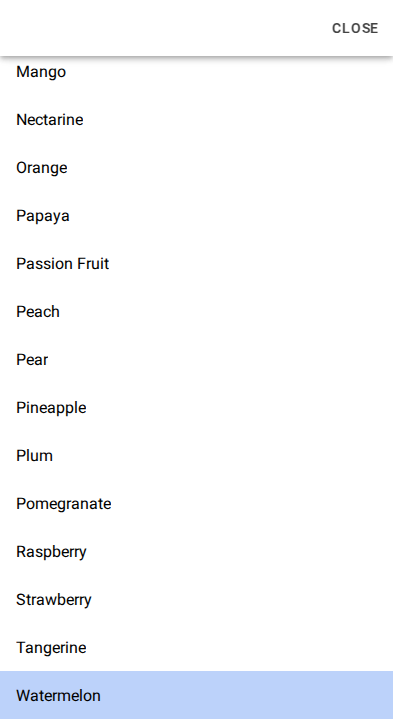 CLOSE
Mango
Nectarine
Orange
Papaya
Passion Fruit
Peach
Pear
Pineapple
Plum
Pomegranate
Raspberry
Strawberry
Tangerine
Watermelon